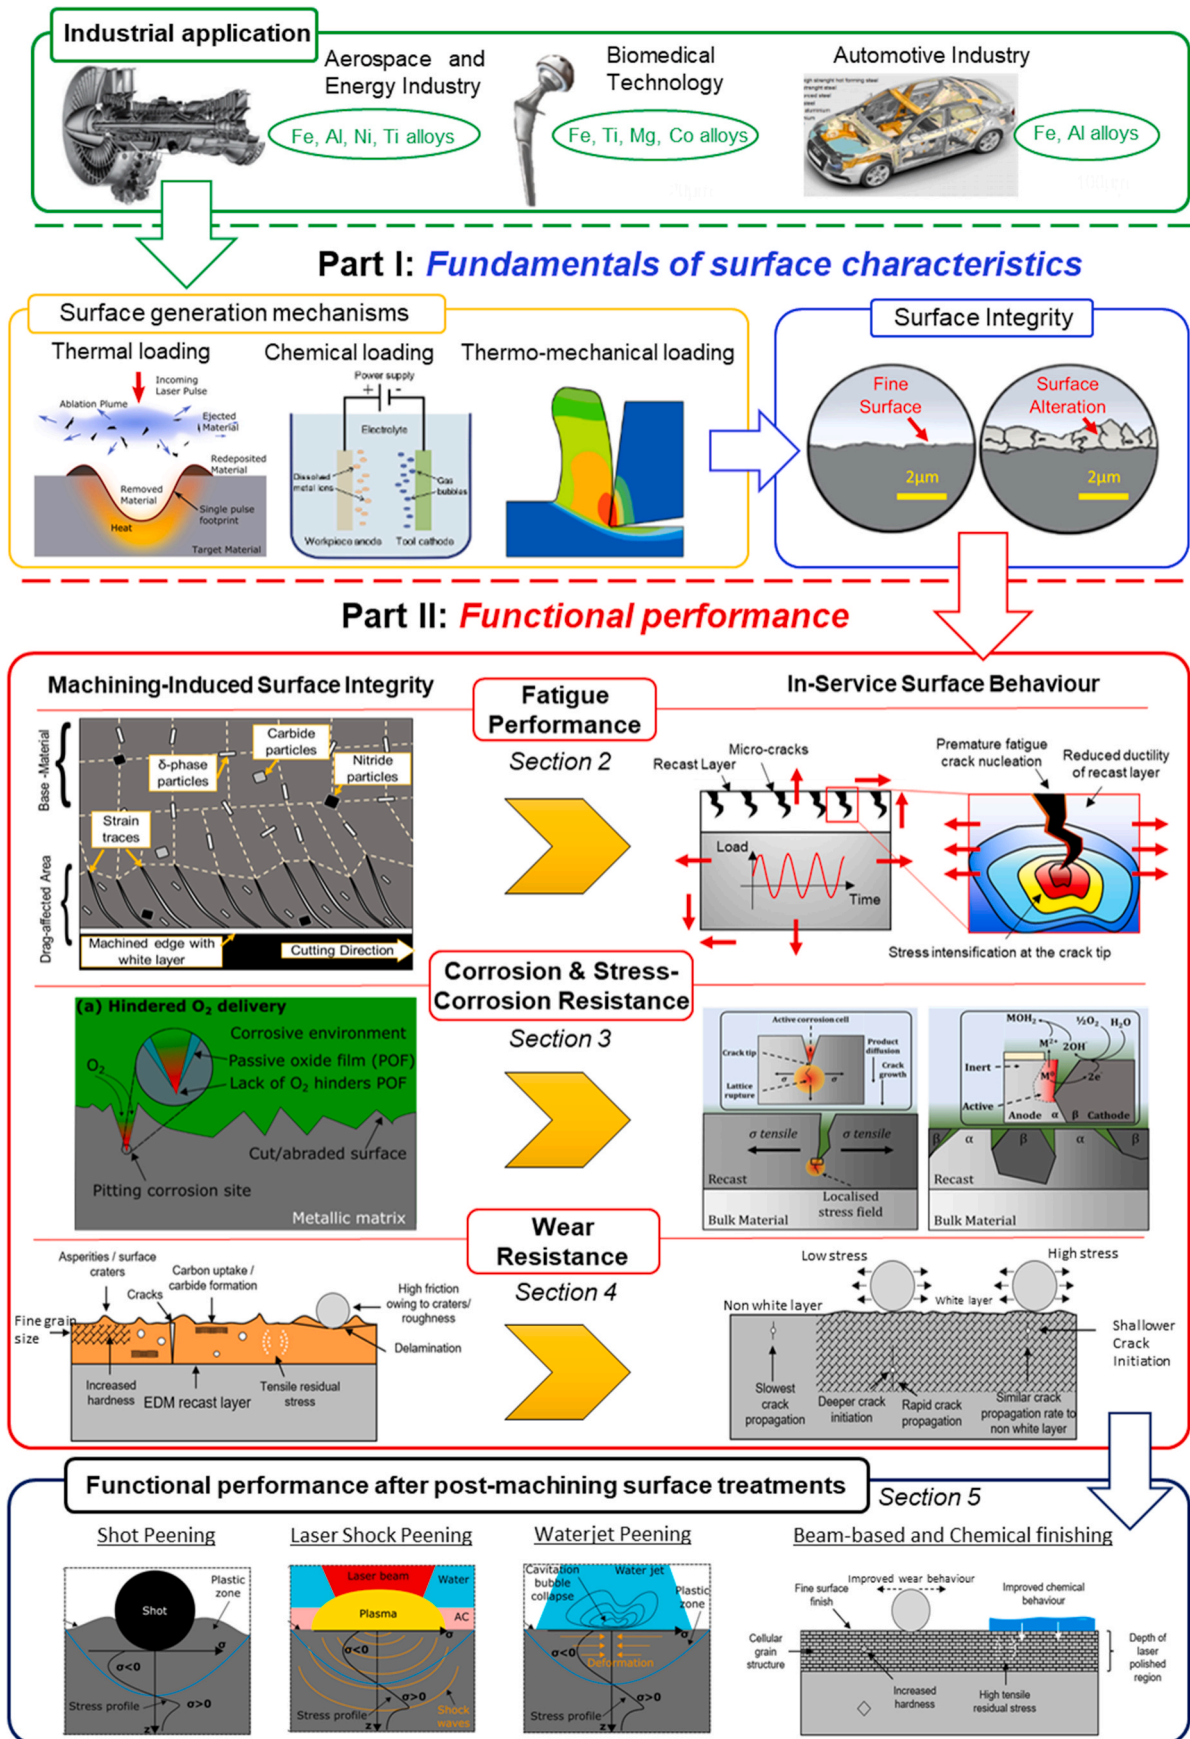 Industrial application
Aerospace and
Energy Industry
Fe, Al, Ni, Ti alloys
Biomedical
Technology
Fe, Ti, Mg, Co alloys
Automotive Industry
Fe, Al alloys
Part I: Fundamentals of surface characteristics
Surface generation mechanisms
Thermal loading
Incoming
Laser Pulse
Ablation Plume
Ejected
Material
Redeposited
Material
Removed
Material
Single pulse
footprint
Heat
Target Material
Chemical loading
Power supply
+ -
Electrolyte
Dissolved
metal ions
Gas
bubbles
Workpiece anode
Tool cathode
Thermo-mechanical loading
Surface Integrity
Fine
Surface
2μm
Surface
Alteration
2μm
Part II: Functional performance
Machining-Induced Surface Integrity
Fatigue
Performance
Section 2
In-Service Surface Behaviour
Base -Material
Drag-affected Area
Carbide
particles
δ-phase
particles
Nitride
particles
Strain
traces
Machined edge with
white layer
Cutting Direction
Micro-cracks
Recast Layer
Load
Time
Premature fatigue
crack nucleation
Reduced ductility
of recast layer
Stress intensification at the crack tip
Corrosion & Stress-
Corrosion Resistance
Section 3
(a) Hindered O2 delivery
Corrosive environment
Passive oxide film (POF)
Lack of O2 hinders POF
O2
Cut/abraded surface
Pitting corrosion site
Metallic matrix
Active corrosion cell
Crack tip
Product
diffusion
Crack
growth
σ σ
Lattice
rupture
σ tensile
σ tensile
Recast
Localised
stress field
Bulk Material
MOH2
½O2
H2O
M2+
2OH-
Inert
M0
2e-
Active
Anode
α β
Cathode
β α β α β
Recast
Bulk Material
Wear
Resistance
Section 4
Asperities / surface
craters
Carbon uptake /
carbide formation
Cracks
High friction
owing to craters/
roughness
Fine grain
size
Delamination
Increased
hardness
EDM recast layer
Tensile residual
stress
Low stress
High stress
Non white layer
White layer
Shallower
Crack
Initiation
Slowest
crack
propagation
Deeper crack
initiation
Rapid crack
propagation
Similar crack
propagation rate to
non white layer
Functional performance after post-machining surface treatments
Section 5
Shot Peening
Shot
Plastic
zone
σ
σ<0
σ>0
Stress profile
z
Laser Shock Peening
Laser beam
Water
Plasma
AC
σ
σ<0
σ>0
Stress profile
Shock
waves
z
Waterjet Peening
Cavitation
bubble
collapse
Water jet
Plastic
zone
σ
σ<0
Deformation
σ>0
Stress profile
z
Beam-based and Chemical finishing
Improved wear behaviour
Fine surface
finish
Improved chemical
behaviour
Cellular
grain
structure
Depth of
laser
polished
region
Increased
hardness
High tensile
residual stress